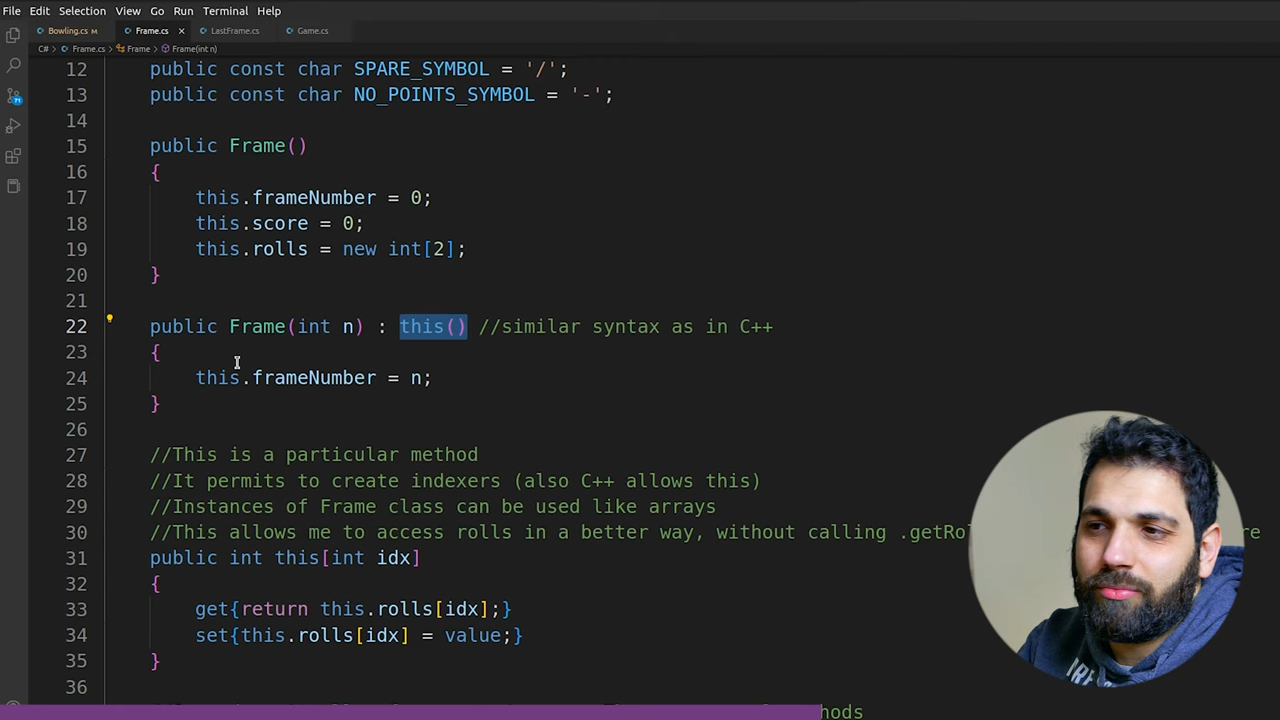 File Edit Selection View Go Run Terminal Help
Bowling.cs M Frame.cs × LastFrame.cs Game.cs
C# > Frame.cs > Frame > Frame(int n)
12 public const char SPARE_SYMBOL = '/';
13 public const char NO_POINTS_SYMBOL = '-';
14
15 public Frame()
16 {
17 this.frameNumber = 0;
18 this.score = 0;
19 this.rolls = new int[2];
20 }
21
22 public Frame(int n) : this() //similar syntax as in C++
23 {
24 this.frameNumber = n;
25 }
26
27 //This is a particular method
28 //It permits to create indexers (also C++ allows this)
29 //Instances of Frame class can be used like arrays
30 //This allows me to access rolls in a better way, without calling .getRo
31 public int this[int idx]
32 {
33 get{return this.rolls[idx];}
34 set{this.rolls[idx] = value;}
35 }
36
hods